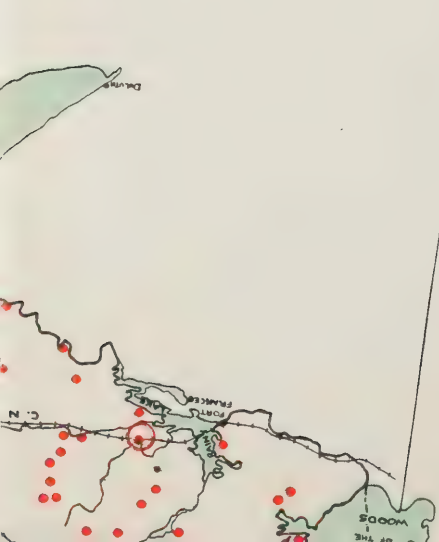 OF THE
WOODS
C. N
FORT
FRANCES
LAKE
DULUTH